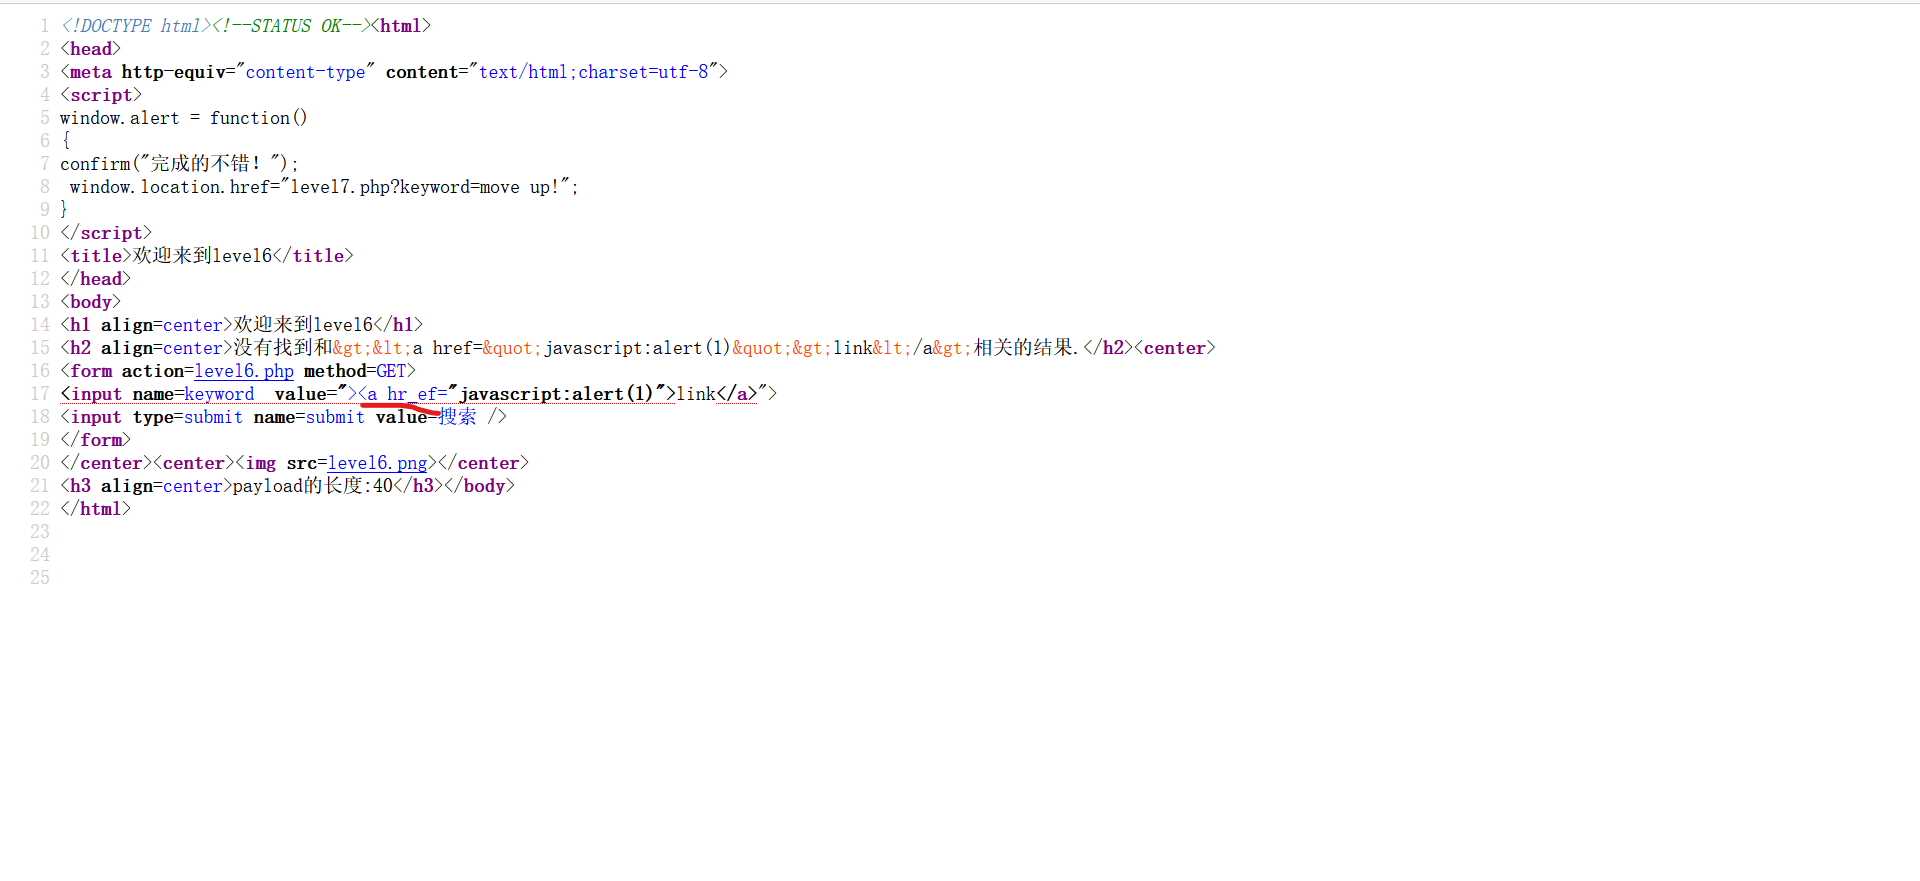 1 <!DOCTYPE html><!--STATUS OK--><html>
2 <head>
3 <meta http-equiv="content-type" content="text/html;charset=utf-8">
4 <script>
5 window.alert = function()
6 {
7 confirm("完成的不错！");
8  window.location.href="level7.php?keyword=move up!";
9 }
10 </script>
11 <title>欢迎来到level6</title>
12 </head>
13 <body>
14 <h1 align=center>欢迎来到level6</h1>
15 <h2 align=center>没有找到和&gt;&lt;a href=&quot;javascript:alert(1)&quot;&gt;link&lt;/a&gt;相关的结果.</h2><center>
16 <form action=level6.php method=GET>
17 <input name=keyword  value="><a hr_ef="javascript:alert(1)">link</a>">
18 <input type=submit name=submit value=搜索 />
19 </form>
20 </center><center><img src=level6.png></center>
21 <h3 align=center>payload的长度:40</h3></body>
22 </html>
23
24
25